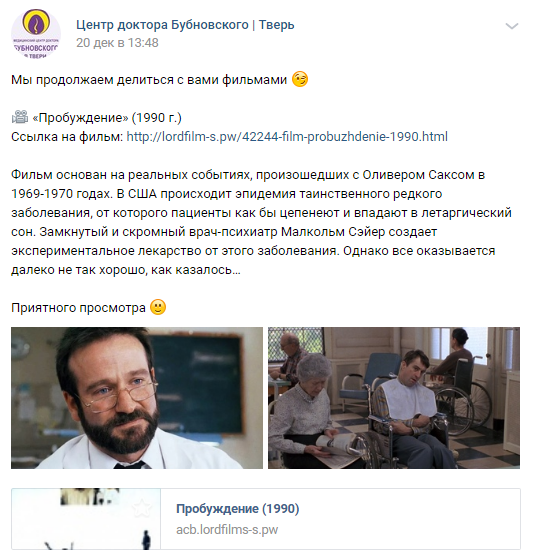 Центр доктора Бубновского | Тверь
20 дек в 13:48
МЕДИЦИНСКИЙ ЦЕНТР ДОКТОРА
БУБНОВСКОГО
В ТВЕРИ
Мы продолжаем делиться с вами фильмами 😉
🎥 «Пробуждение» (1990 г.)
Ссылка на фильм: http://lordfilm-s.pw/42244-film-probuzhdenie-1990.html
Фильм основан на реальных событиях, произошедших с Оливером Саксом в
1969-1970 годах. В США происходит эпидемия таинственного редкого
заболевания, от которого пациенты как бы цепенеют и впадают в летаргический
сон. Замкнутый и скромный врач-психиатр Малкольм Сэйер создает
экспериментальное лекарство от этого заболевания. Однако все оказывается
далеко не так хорошо, как казалось…
Приятного просмотра 🙂
Пробуждение (1990)
acb.lordfilms-s.pw